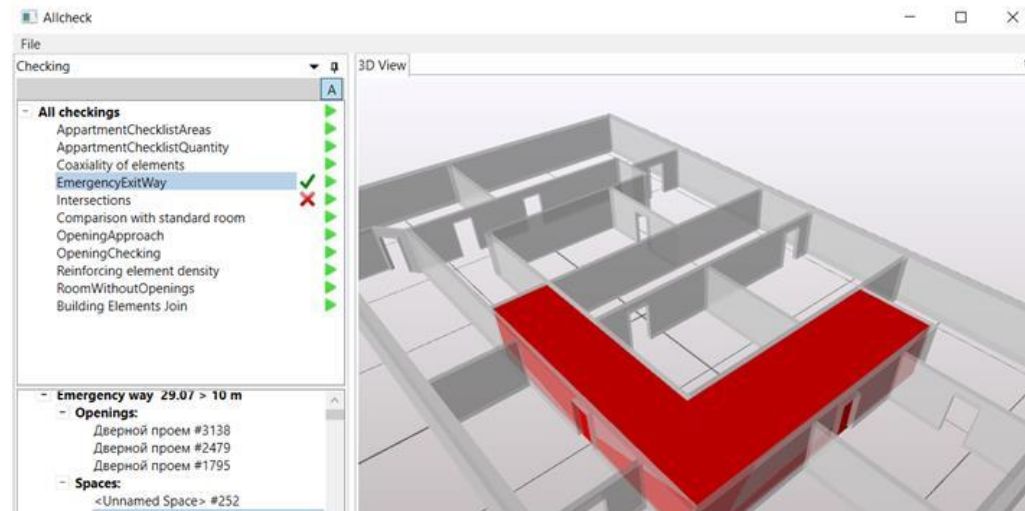 Allcheck
File
Checking
A
All checkings
AppartmentChecklistAreas
AppartmentChecklistQuantity
Coaxiality of elements
EmergencyExitWay
Intersections
Comparison with standard room
OpeningApproach
OpeningChecking
Reinforcing element density
RoomWithoutOpenings
Building Elements Join
Emergency way 29.07 > 10 m
Openings:
Дверной проем #3138
Дверной проем #2479
Дверной проем #1795
Spaces:
<Unnamed Space> #252
3D View